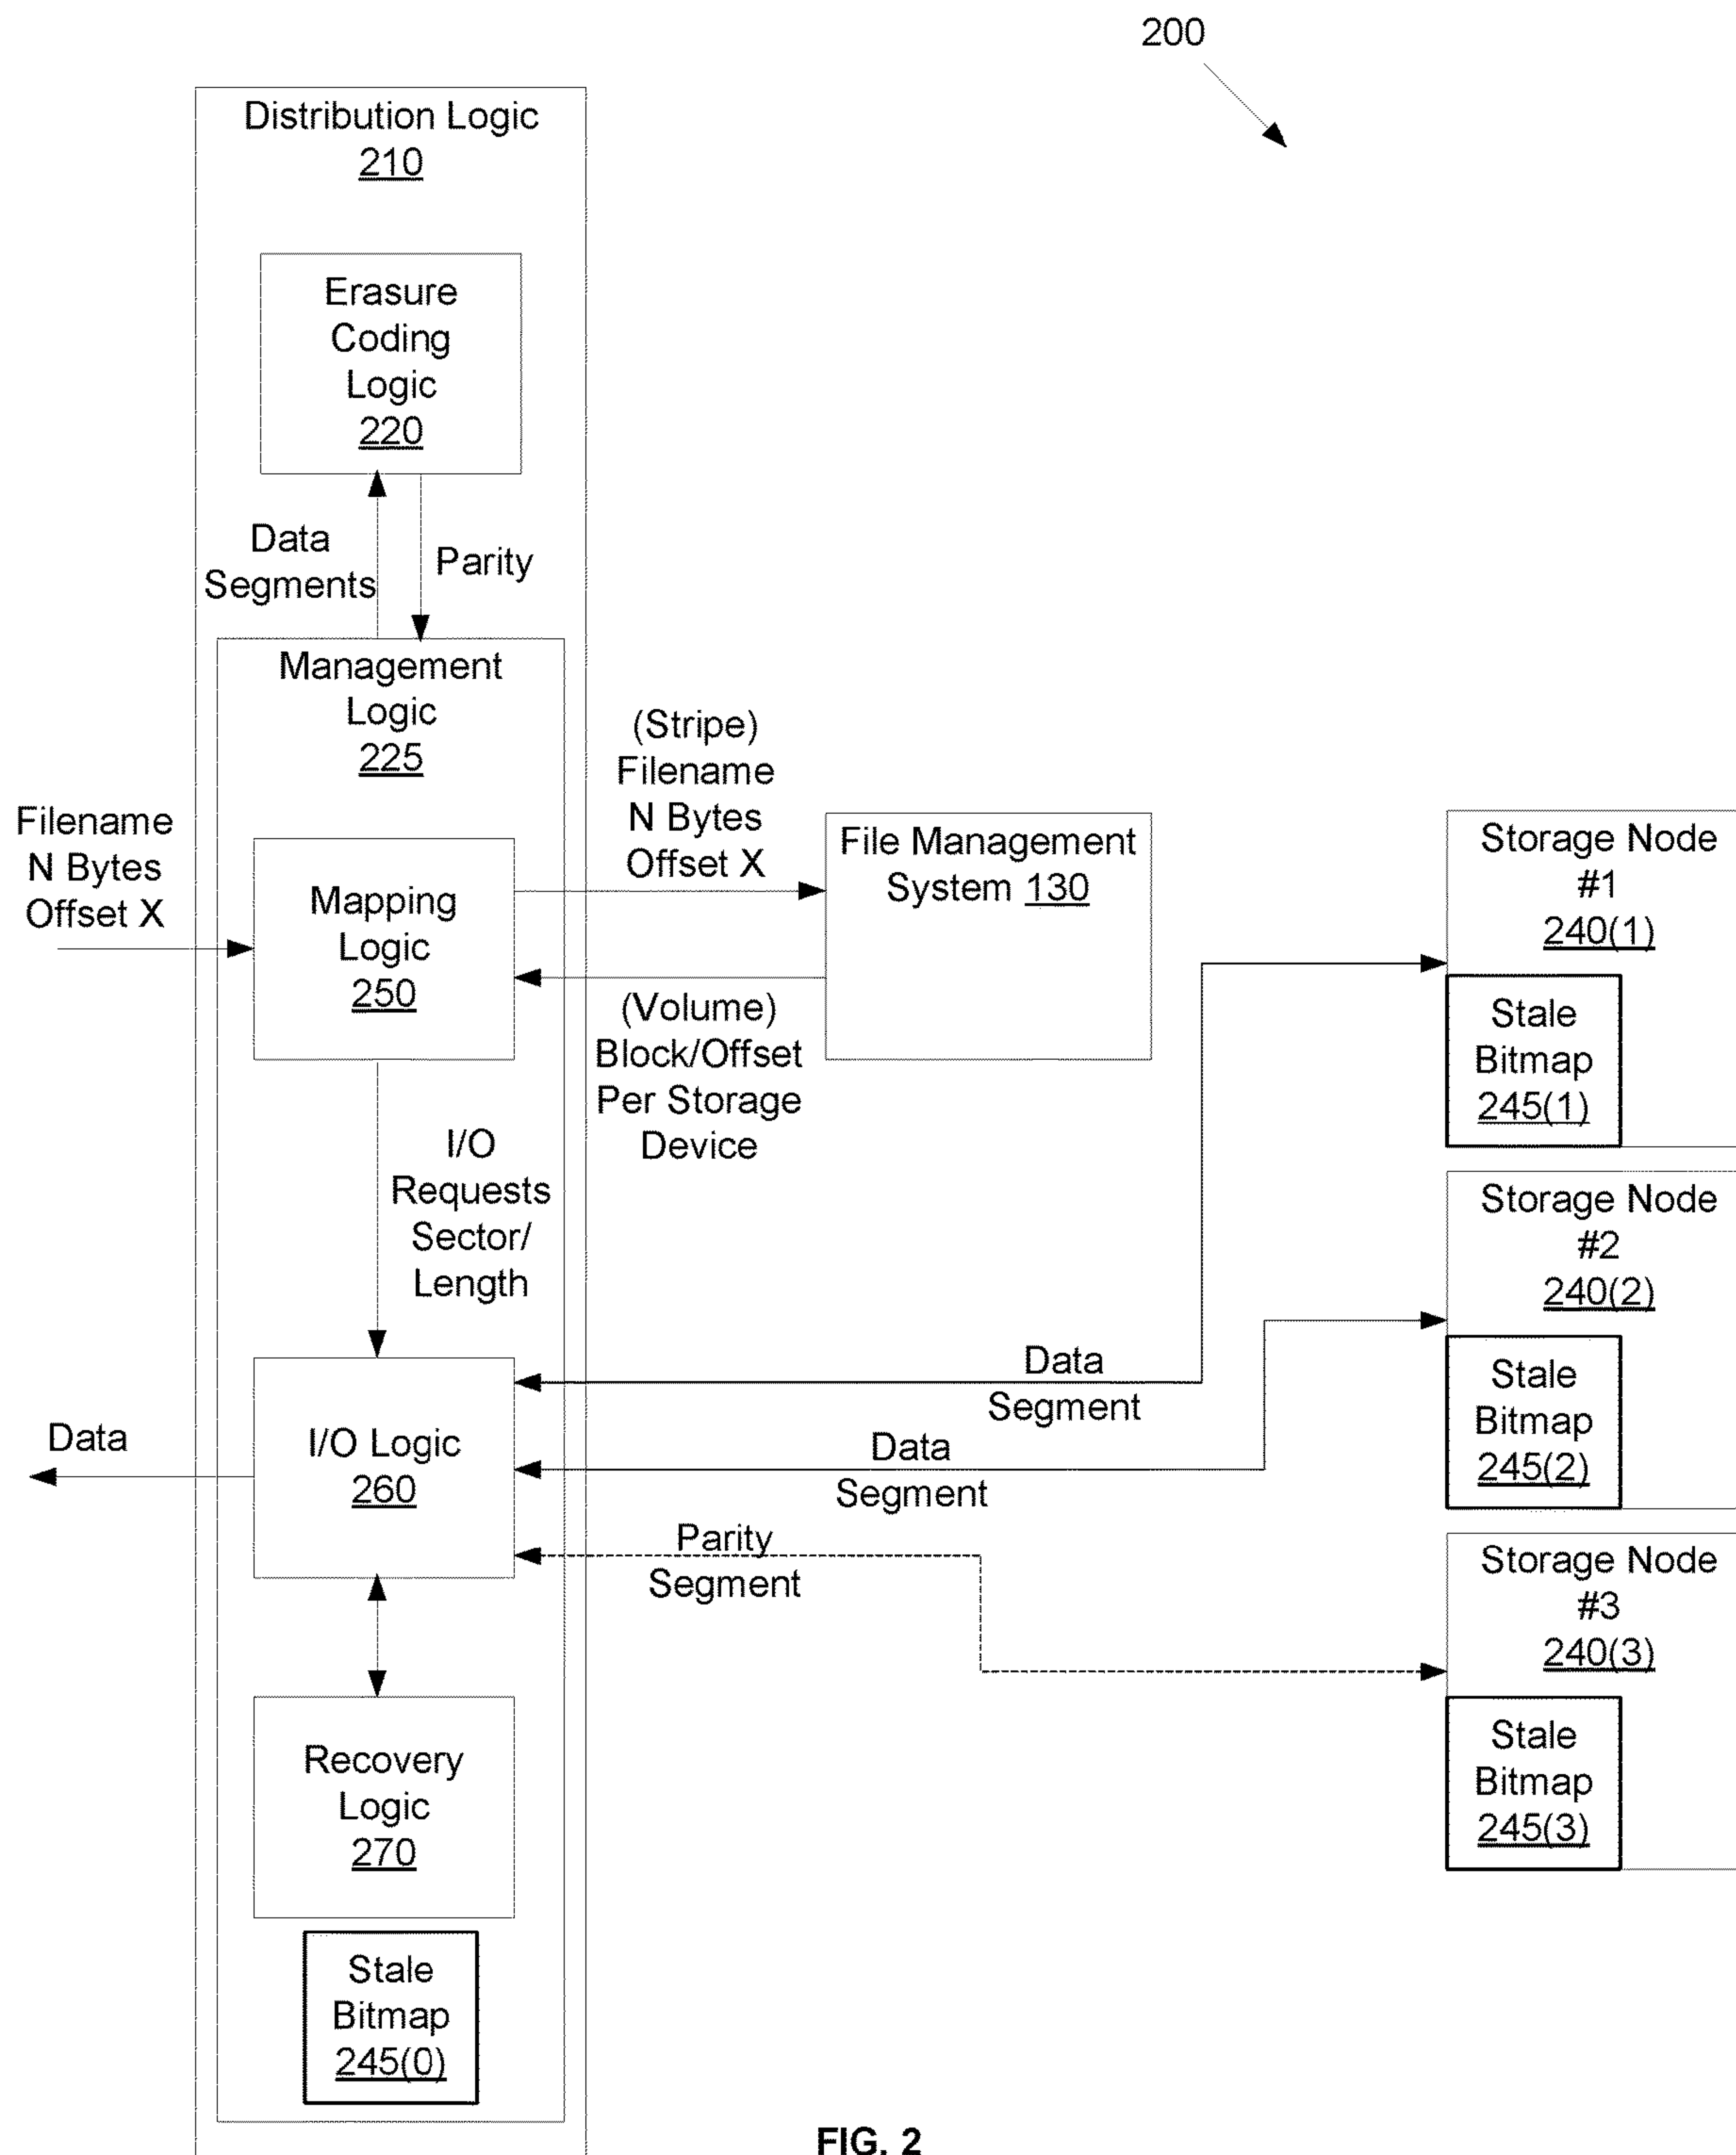 200
Distribution Logic
210
Erasure
Coding
Logic
220
Data
Segments
Parity
Management
Logic
225
Filename
N Bytes
Offset X
Mapping
Logic
250
(Stripe)
Filename
N Bytes
Offset X
File Management
System 130
(Volume)
Block/Offset
Per Storage
Device
Storage Node
#1
240(1)
Stale
Bitmap
245(1)
I/O
Requests
Sector/
Length
Storage Node
#2
240(2)
Stale
Bitmap
245(2)
Data
I/O Logic
260
Data
Segment
Data
Segment
Parity
Segment
Storage Node
#3
240(3)
Stale
Bitmap
245(3)
Recovery
Logic
270
Stale
Bitmap
245(0)
FIG. 2